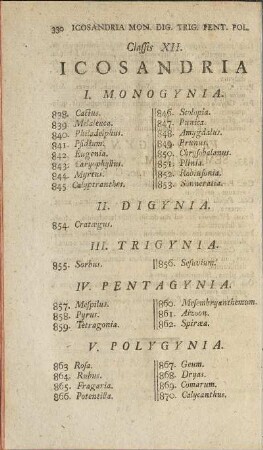 330 ICOSANDRIA MON. DIG. TRIG. PENT. POL.
Classis XII.
ICOSANDRIA
I. MONOGYNIA.
838. Cactus.
839. Melaleuca.
840. Philadelphus.
841. Psidium.
842. Eugenia.
843. Caryophyllus.
844. Myrtus.
845 Calyptranthes.
846. Scolopia.
847. Punica.
848. Amygdalus.
849. Prunus.
850. Chrysobalanus.
851. Plinia.
852. Robinsonia.
853. Sonneratia.
II. DIGYNIA.
854. Crataegus.
III. TRIGYNIA.
855. Sorbus.
856. Sesuvium.
IV. PENTAGYNIA.
857. Mespilus.
858. Pyrus.
859. Tetragonia.
860. Mesembryanthemum.
861. Aizoon.
862. Spiræa.
V. POLYGYNIA.
863 Rosa.
864. Rubus.
865. Fragaria.
866. Potentilla.
867. Geum.
868. Dryas.
869. Comarum.
870. Calycanthus.